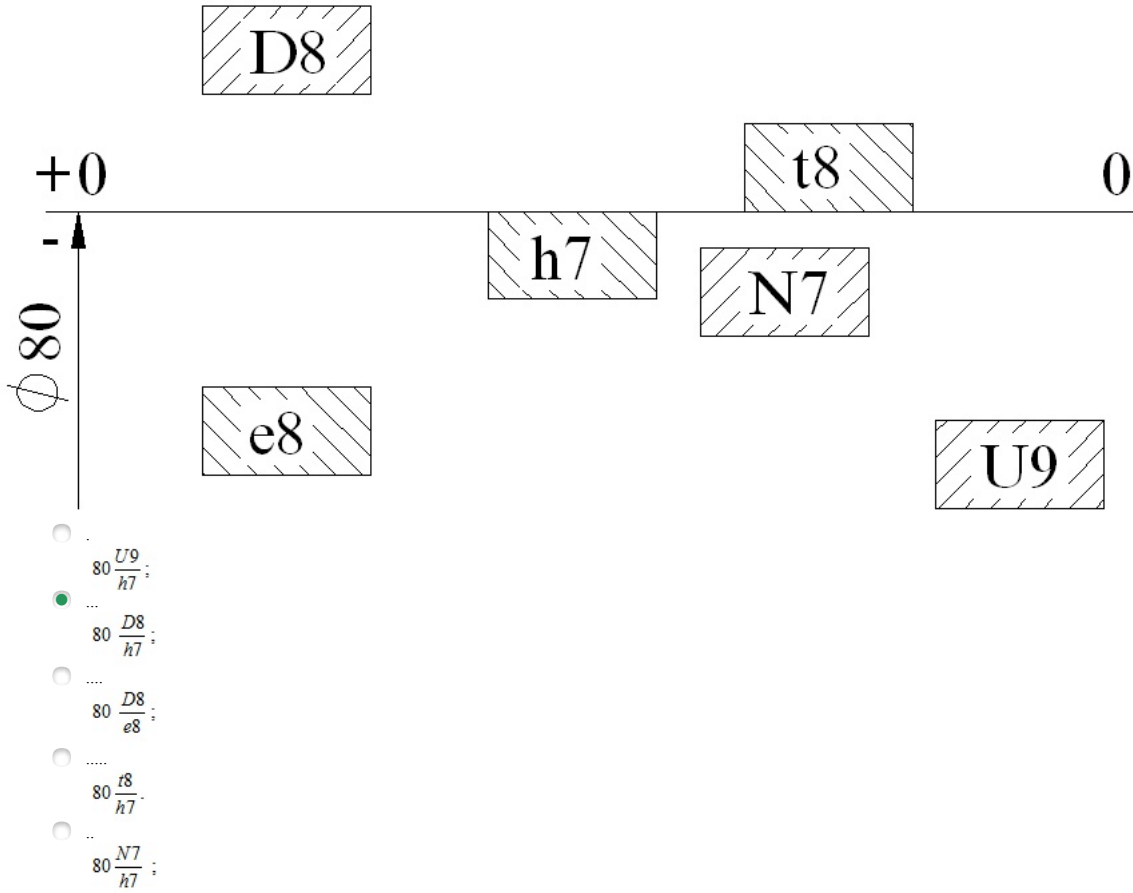 D8
t8
+0
0
-
h7
N7
⌀80
e8
U9
.
80 U9/h7 ;
...
80 D8/h7 ;
....
80 D8/e8 ;
.....
80 t8/h7 .
..
80 N7/h7 ;